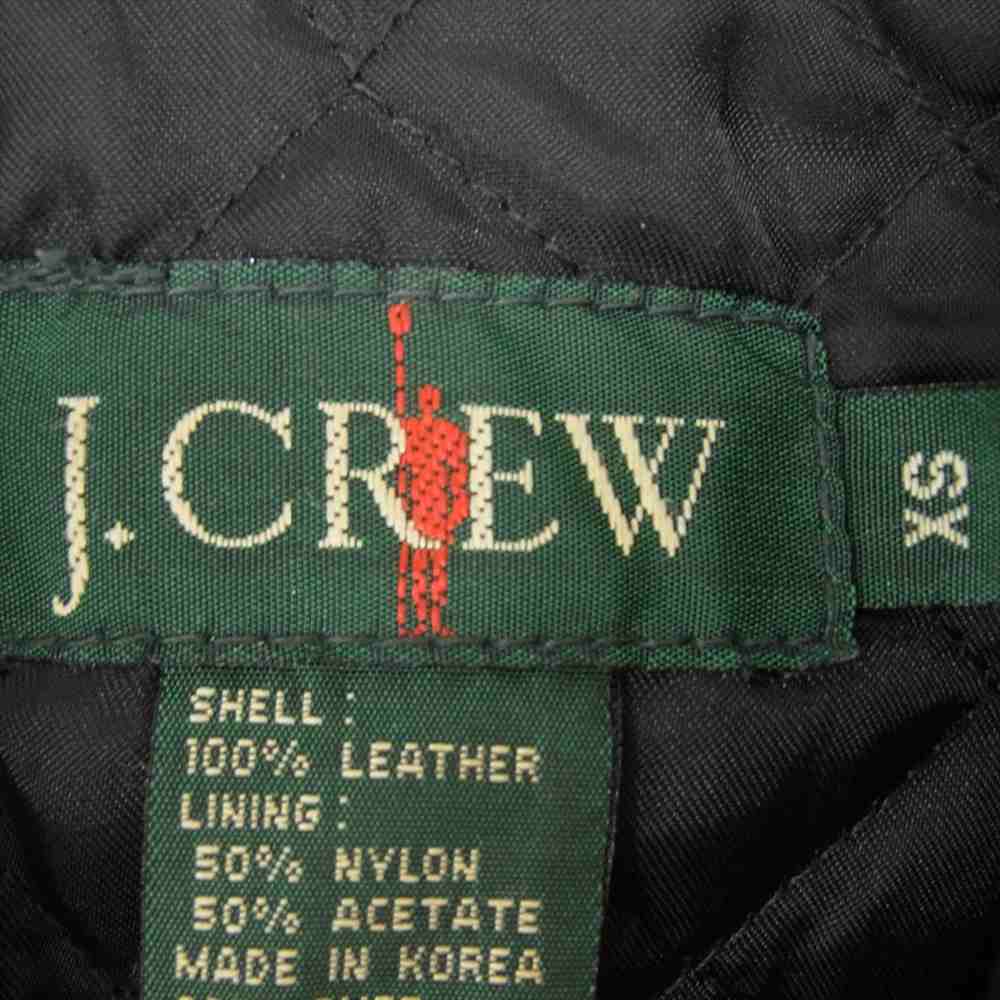 J.CREW
XS
SHELL :
100% LEATHER
LINING :
50% NYLON
50% ACETATE
MADE IN KOREA